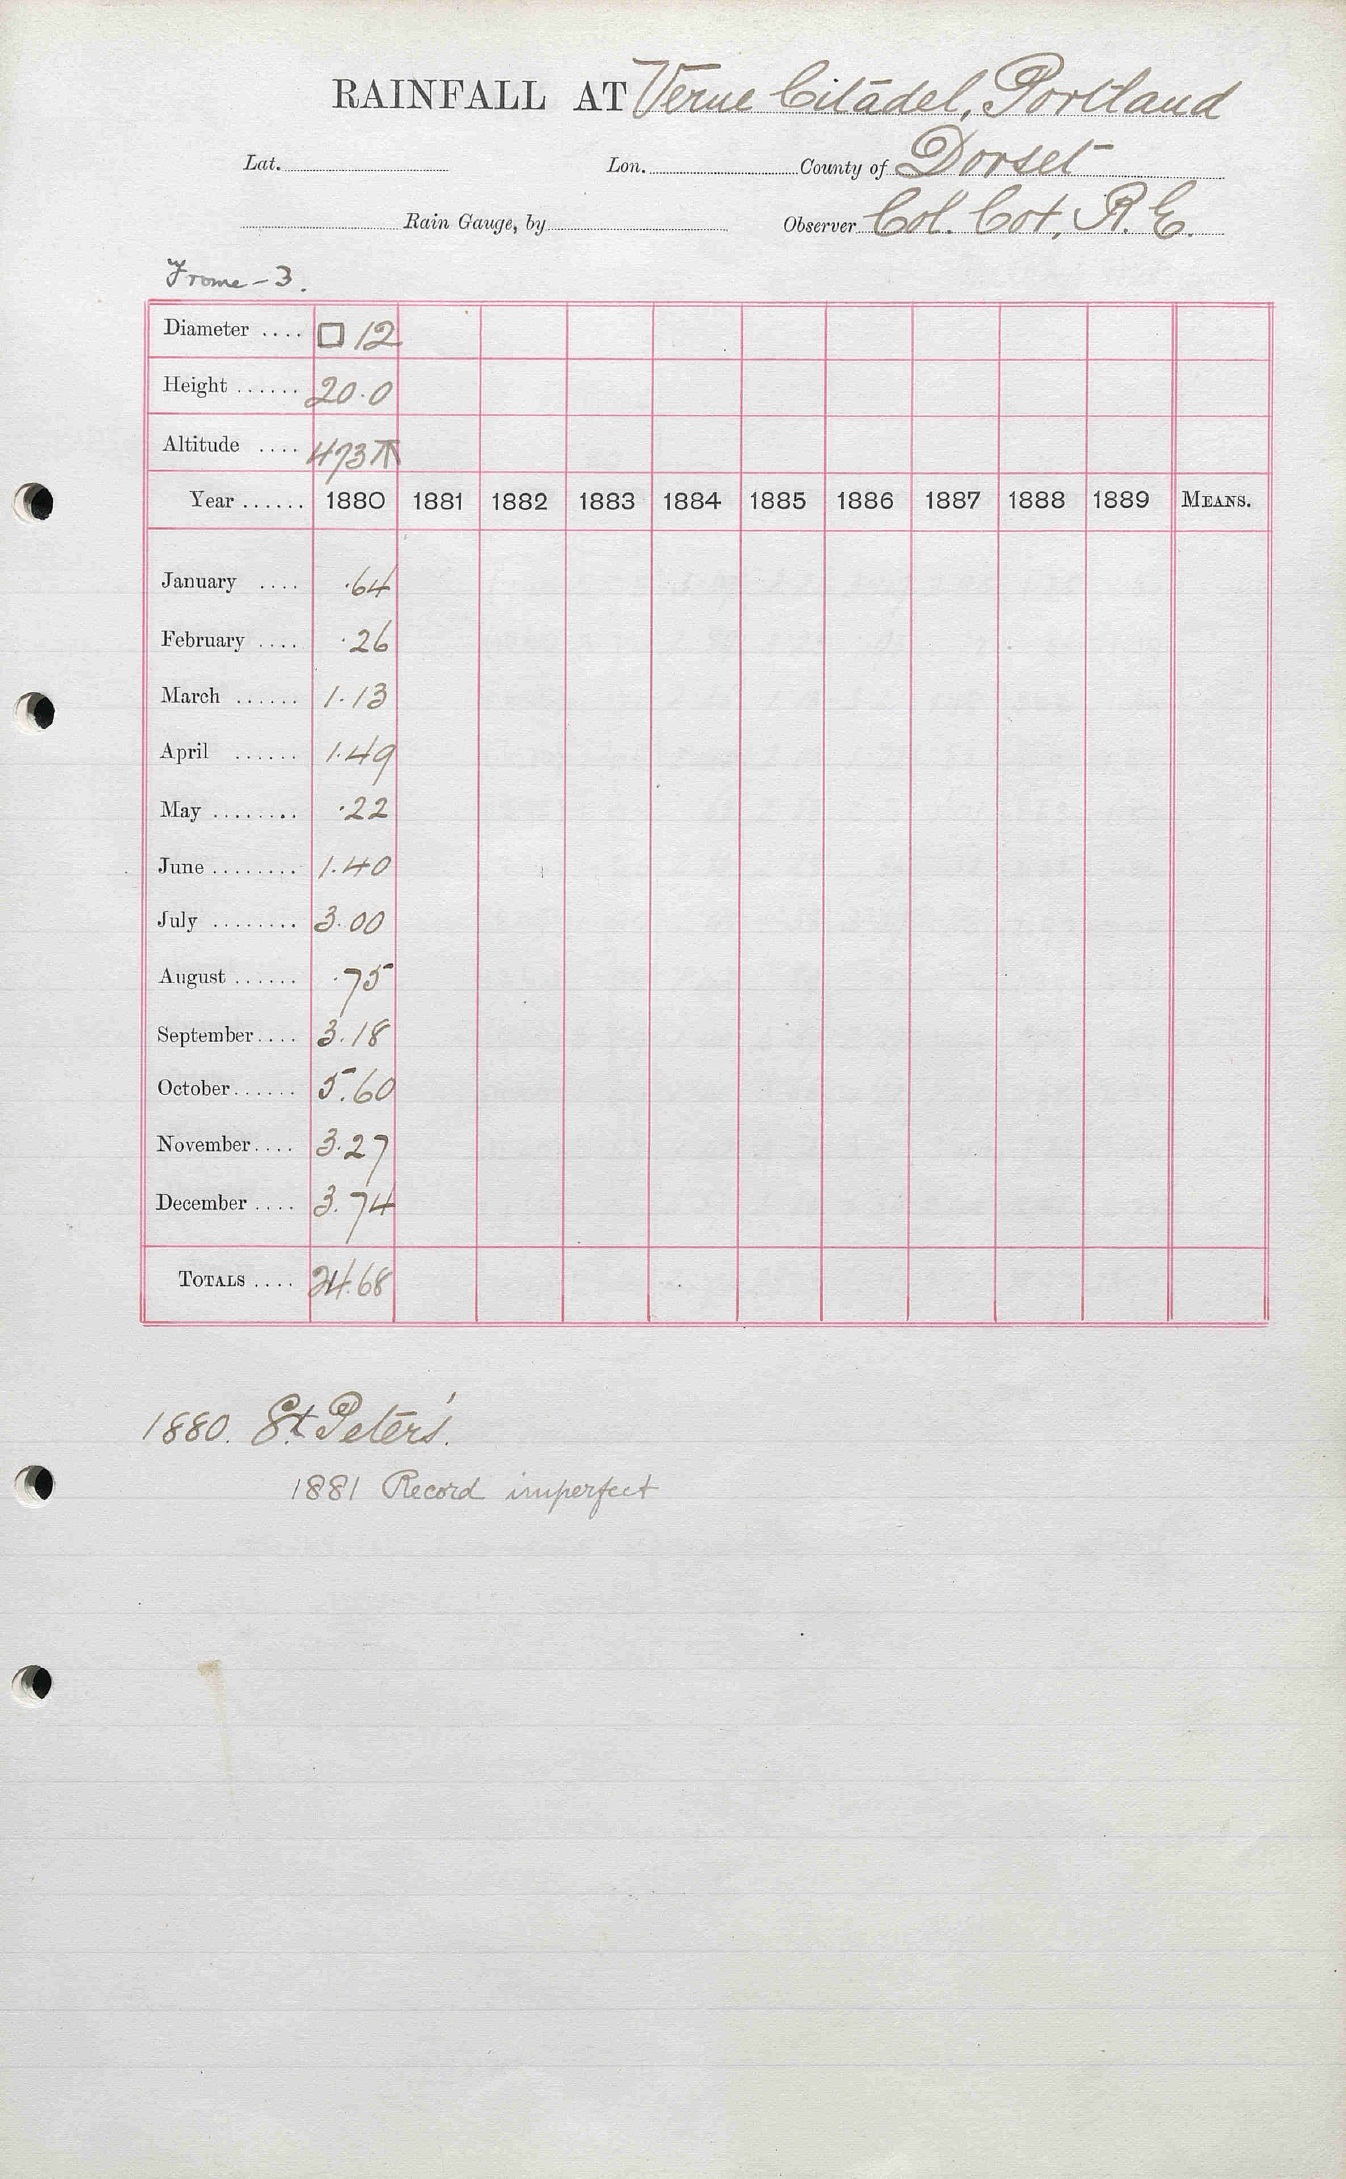 RAINFALL AT Verne Citadel, Portland
Lat. Lon. County of Dorset
Rain Gauge, by Observer Col. Cot, R.E.
Frome - 3.
Diameter .... □ 12
Height ...... 20.0
Altitude .... 473
Year ...... 1880 1881 1882 1883 1884 1885 1886 1887 1888 1889 MEANS.
January .... .64
February .... .26
March ...... 1.13
April ...... 1.49
May ........ .22
June ........ 1.40
July ........ 3.00
August ...... .75
September .... 3.18
October ...... 5.60
November .... 3.27
December .... 3.74
TOTALS .... 24.68
1880. St. Peter's.
1881 Record imperfect